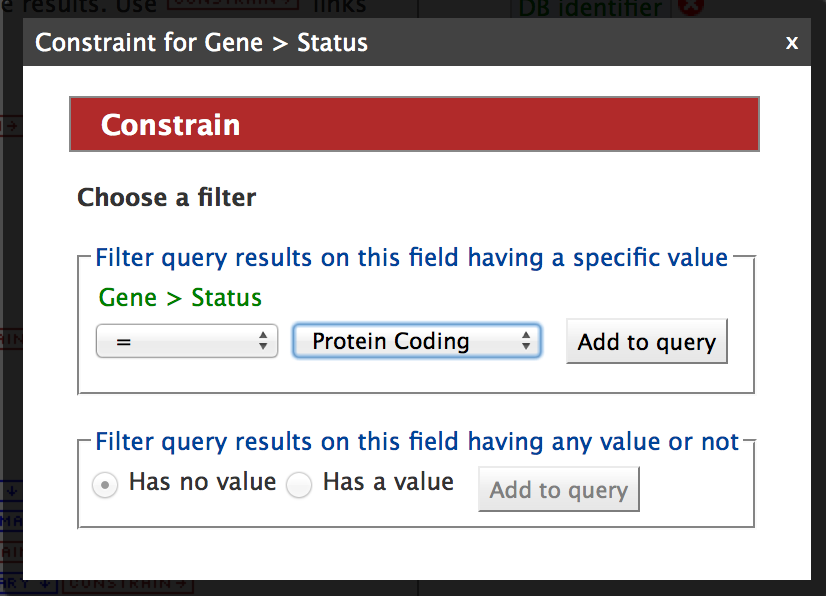 e results. Use CONSTRAIN→ links
DB identifier
Constraint for Gene > Status x
Constrain
Choose a filter
Filter query results on this field having a specific value
Gene > Status
= Protein Coding Add to query
Filter query results on this field having any value or not
Has no value Has a value Add to query
CONSTRAIN→